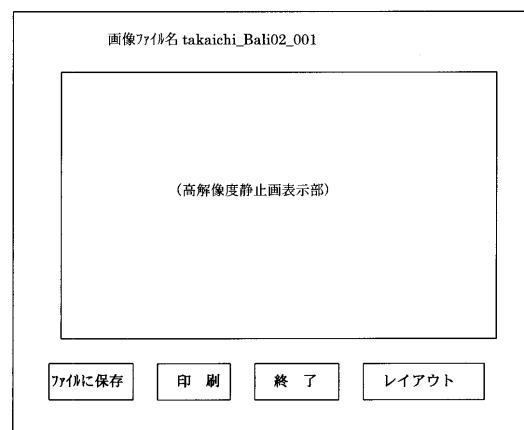 画像ﾌｧｲﾙ名 takaichi_Bali02_001
(高解像度静止画表示部)
ﾌｧｲﾙに保存 印 刷 終 了 レイアウト